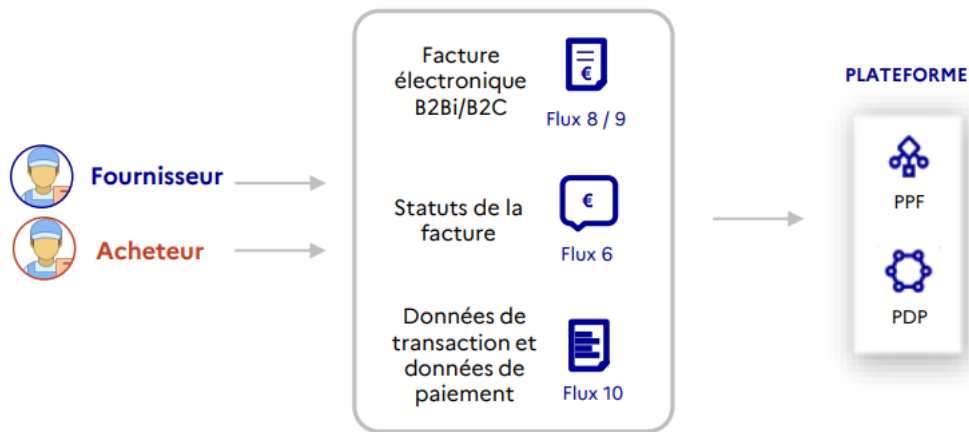 Fournisseur
Acheteur
Facture
électronique
B2Bi/B2C
€
Flux 8 / 9
Statuts de la
facture
€
Flux 6
Données de
transaction et
données de
paiement
Flux 10
PLATEFORME
PPF
PDP